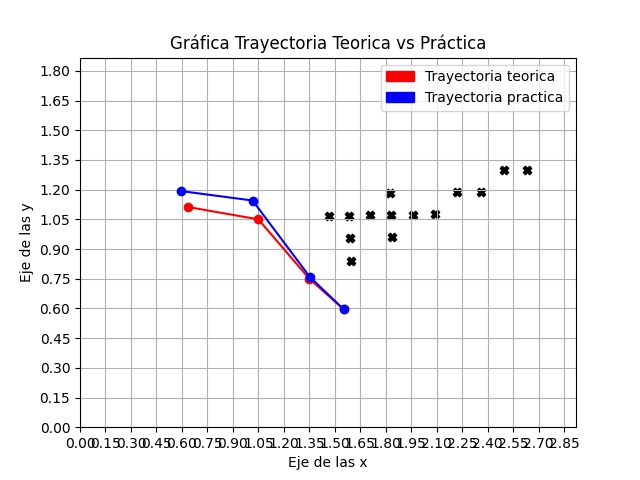 Gráfica Trayectoria Teorica vs Práctica
Trayectoria teorica
Trayectoria practica
Eje de las y
1.80
1.65
1.50
1.35
1.20
1.05
0.90
0.75
0.60
0.45
0.30
0.15
0.00
0.00 0.15 0.30 0.45 0.60 0.75 0.90 1.05 1.20 1.35 1.50 1.65 1.80 1.95 2.10 2.25 2.40 2.55 2.70 2.85
Eje de las x